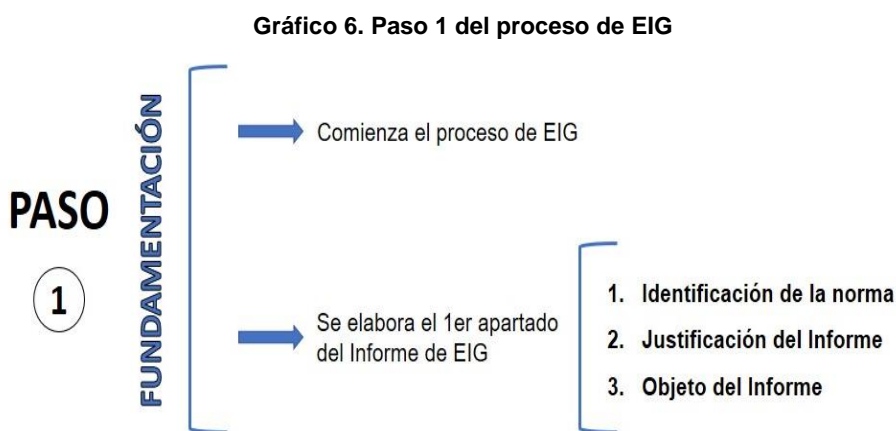 Gráfico 6. Paso 1 del proceso de EIG
PASO
1
FUNDAMENTACIÓN
Comienza el proceso de EIG
Se elabora el 1er apartado
del Informe de EIG
1. Identificación de la norma
2. Justificación del Informe
3. Objeto del Informe